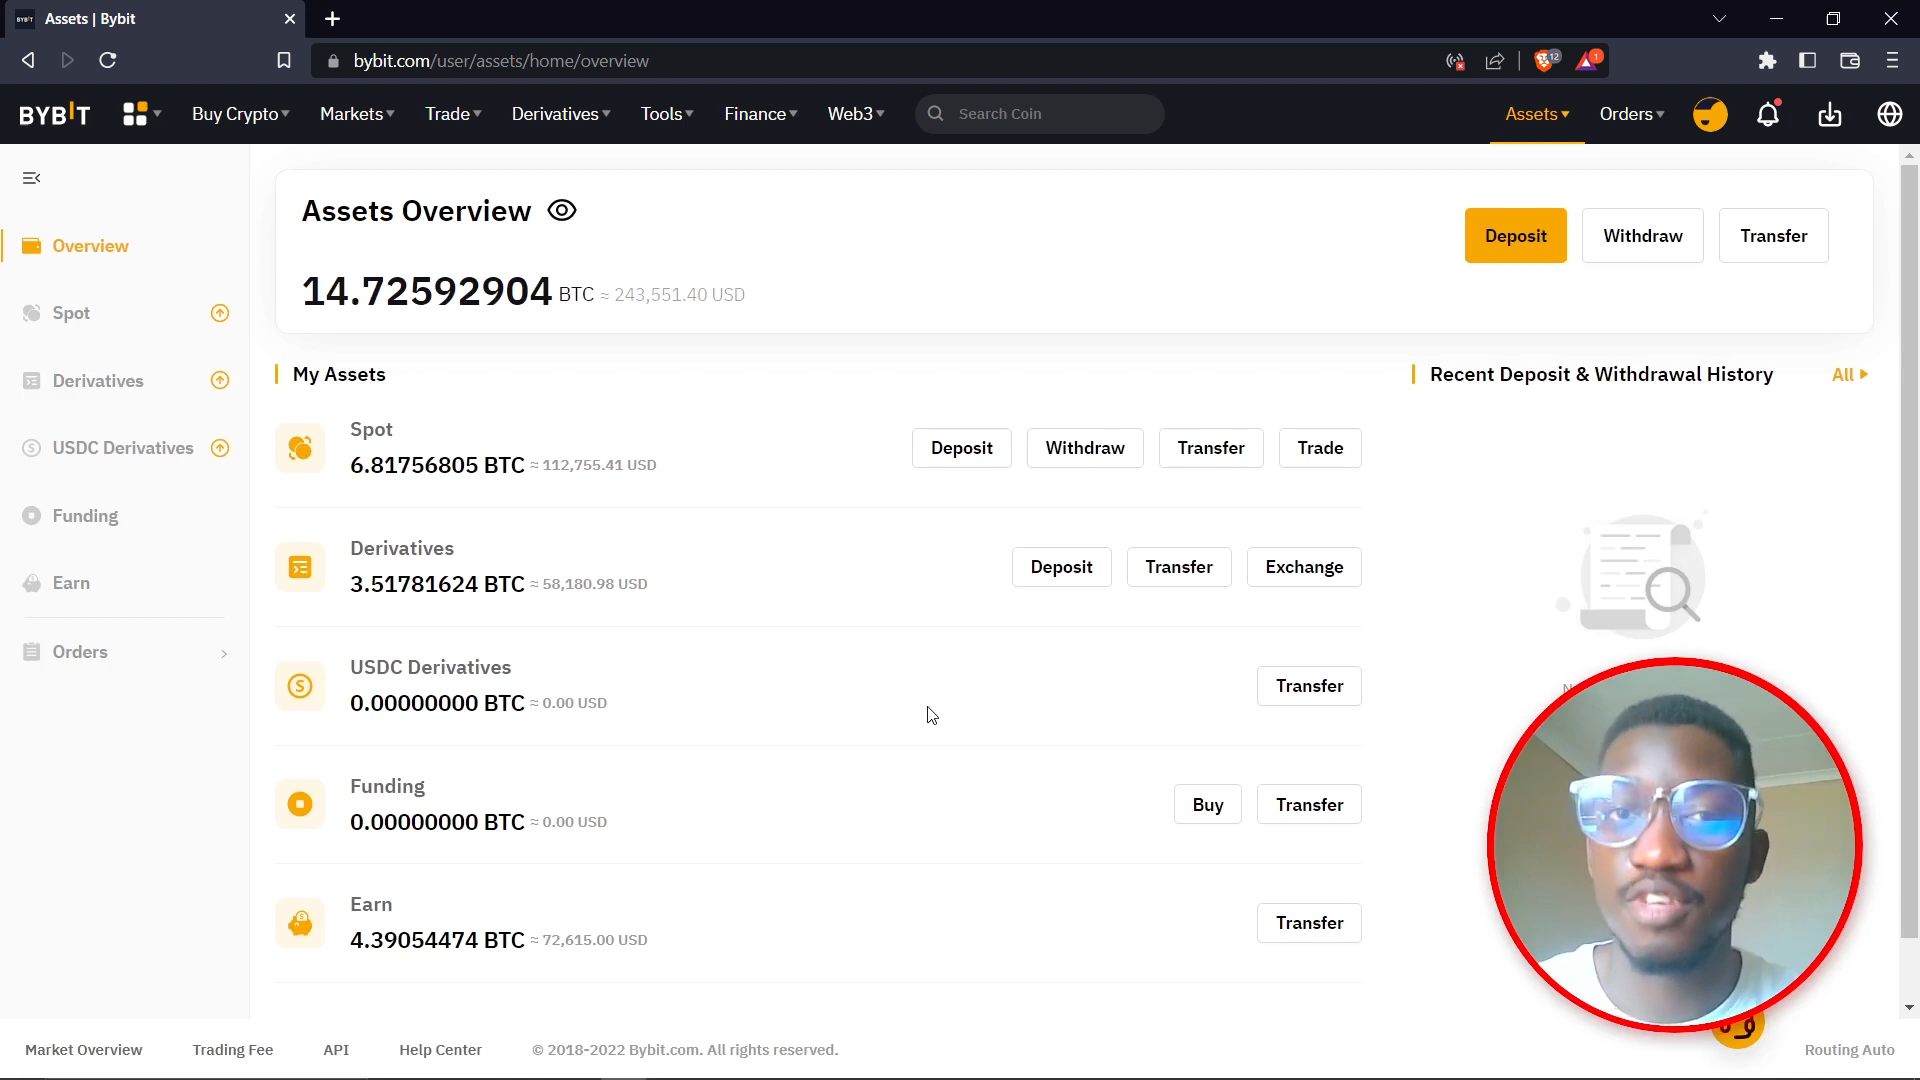 Assets | Bybit
bybit.com/user/assets/home/overview
12
1
BYBIT
Buy Crypto
Markets
Trade
Derivatives
Tools
Finance
Web3
Search Coin
Assets
Orders
Overview
Spot
Derivatives
USDC Derivatives
Funding
Earn
Orders
Assets Overview
Deposit
Withdraw
Transfer
14.72592904 BTC ≈ 243,551.40 USD
My Assets
Spot
6.81756805 BTC ≈ 112,755.41 USD
Deposit
Withdraw
Transfer
Trade
Derivatives
3.51781624 BTC ≈ 58,180.98 USD
Deposit
Transfer
Exchange
USDC Derivatives
0.00000000 BTC ≈ 0.00 USD
Transfer
Funding
0.00000000 BTC ≈ 0.00 USD
Buy
Transfer
Earn
4.39054474 BTC ≈ 72,615.00 USD
Transfer
Recent Deposit & Withdrawal History
All
Market Overview
Trading Fee
API
Help Center
© 2018-2022 Bybit.com. All rights reserved.
Routing Auto